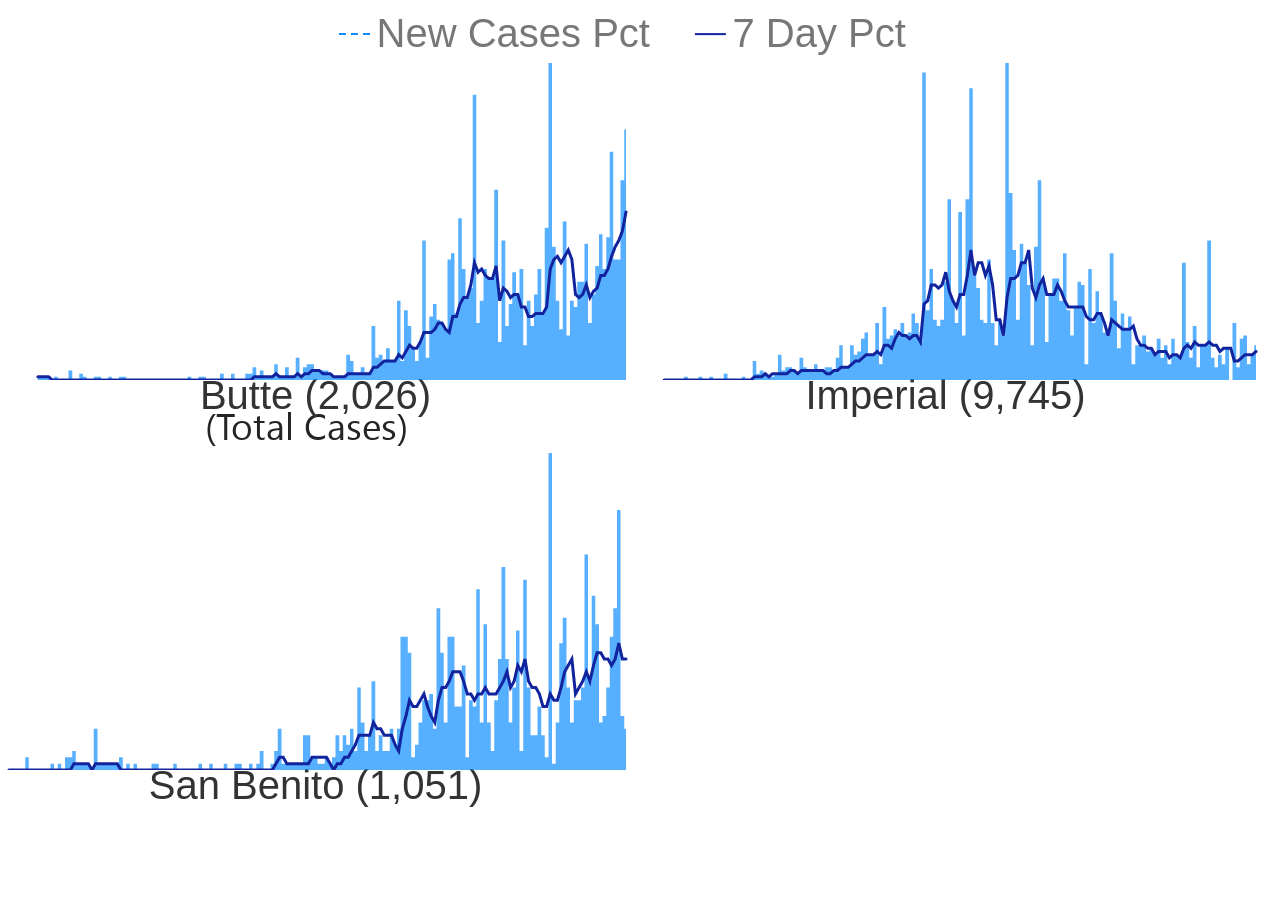 New Cases Pct 7 Day Pct
Butte (2,026) Imperial (9,745)
(Total Cases)
San Benito (1,051)